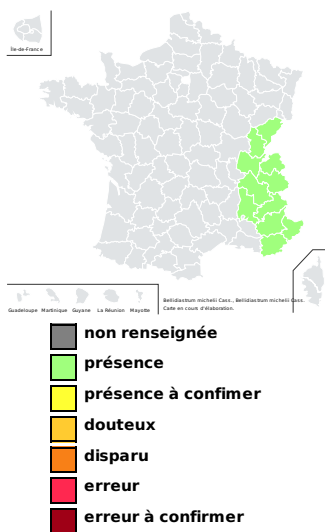 Île-de-France
Guadeloupe Martinique Guyane La Réunion Mayotte
Bellidiastrum michelii Cass., Bellidiastrum michelii Cass.
Carte en cours d'élaboration.
non renseignée
présence
présence à confimer
douteux
disparu
erreur
erreur à confirmer